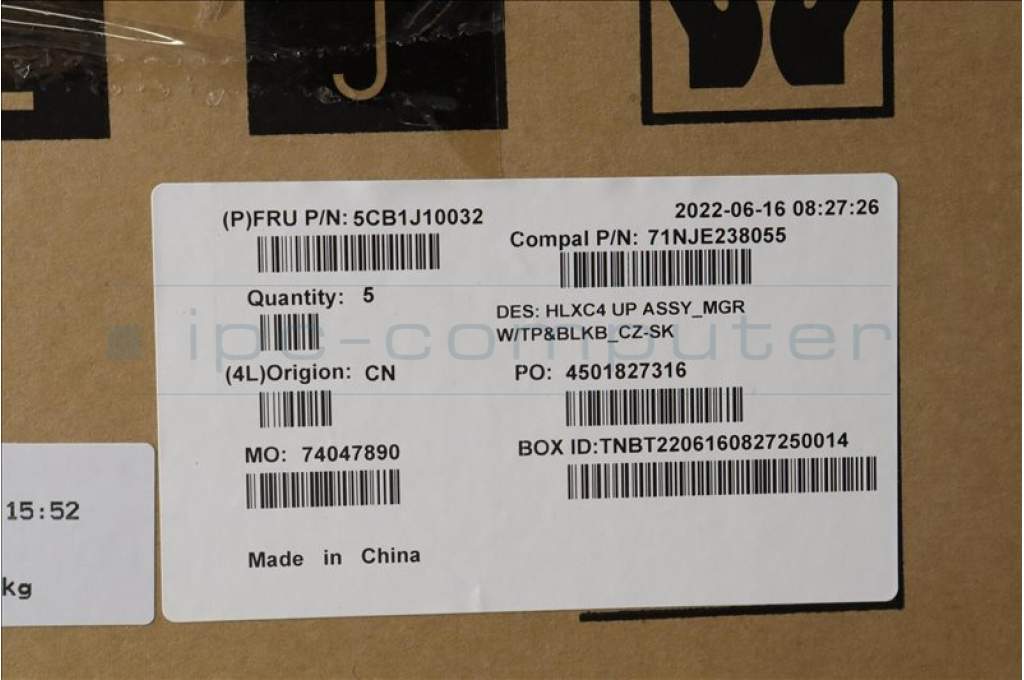 (P)FRU P/N: 5CB1J10032
2022-06-16 08:27:26
Compal P/N: 71NJE238055
Quantity: 5
DES: HLXC4 UP ASSY_MGR
W/TP&BLKB_CZ-SK
ipc-computer
(4L)Origion: CN
PO: 4501827316
MO: 74047890
BOX ID:TNBT2206160827250014
15:52
Made in China
kg